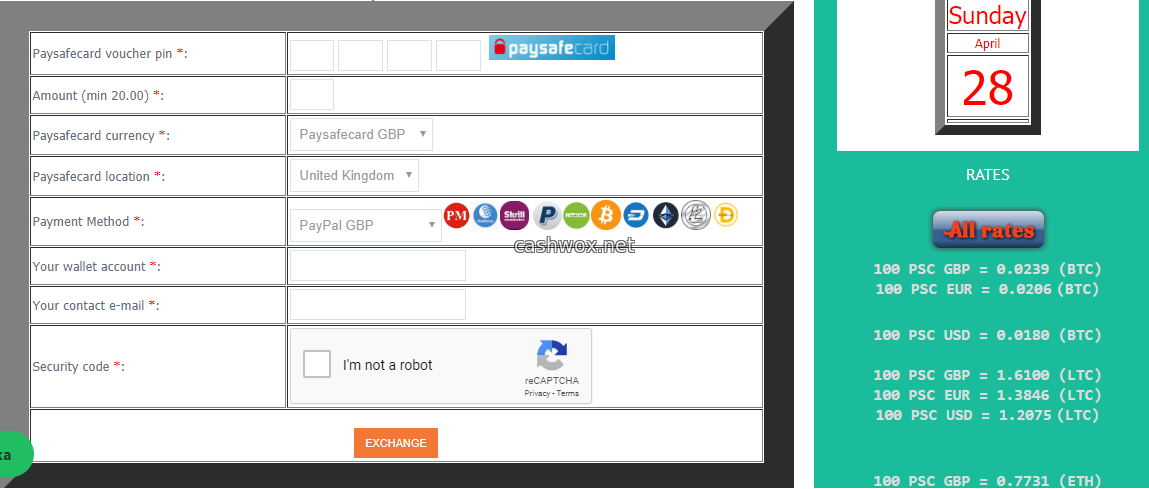 Paysafecard voucher pin *:
paysafecard
Amount (min 20.00) *:
Paysafecard currency *:
Paysafecard GBP
Paysafecard location *:
United Kingdom
Payment Method *:
PayPal GBP
PM
Skrill
cashwox.net
Your wallet account *:
Your contact e-mail *:
Security code *:
I'm not a robot
reCAPTCHA
Privacy - Terms
EXCHANGE
ka
Sunday
April
28
RATES
All rates
100 PSC GBP = 0.0239 (BTC)
100 PSC EUR = 0.0206 (BTC)
100 PSC USD = 0.0180 (BTC)
100 PSC GBP = 1.6100 (LTC)
100 PSC EUR = 1.3846 (LTC)
100 PSC USD = 1.2075 (LTC)
100 PSC GBP = 0.7731 (ETH)